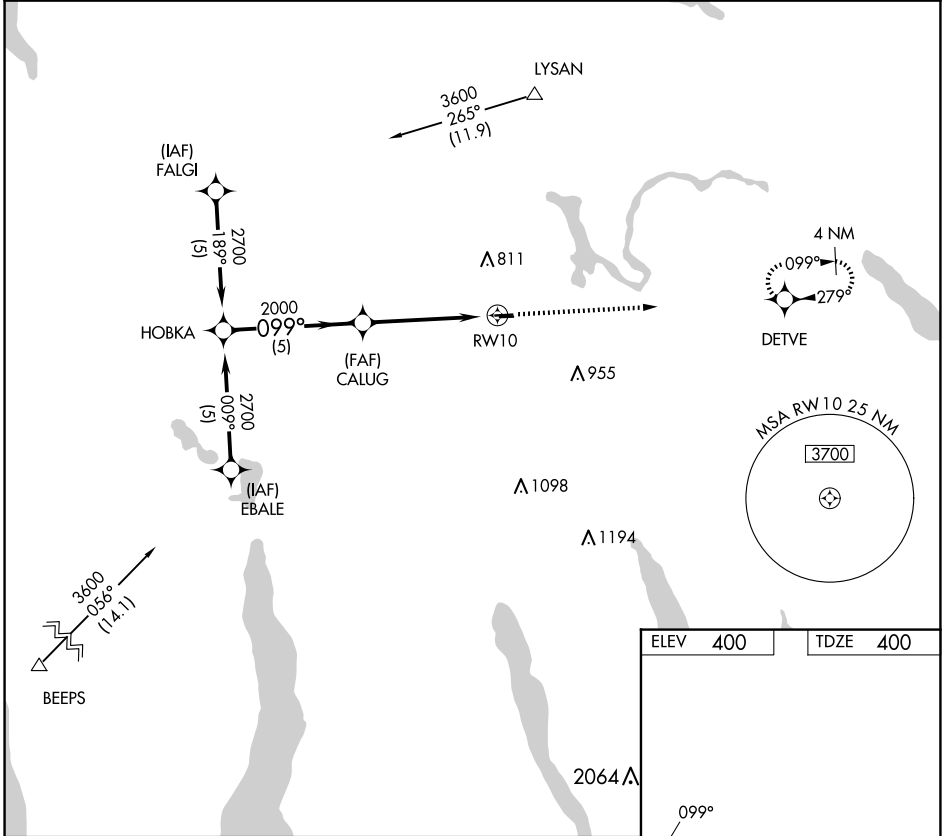 LYSAN
3600
265°
(11.9)
(IAF)
FALGI
2700
189°
(5)
811
4 NM
099°
279°
DETVE
HOBKA
2000
099°
(5)
(FAF)
CALUG
RW10
955
2700
009°
(5)
(IAF)
EBALE
MSA RW10 25 NM
3700
1098
1194
3600
056°
(14.1)
BEEPS
ELEV 400
TDZE 400
2064
099°